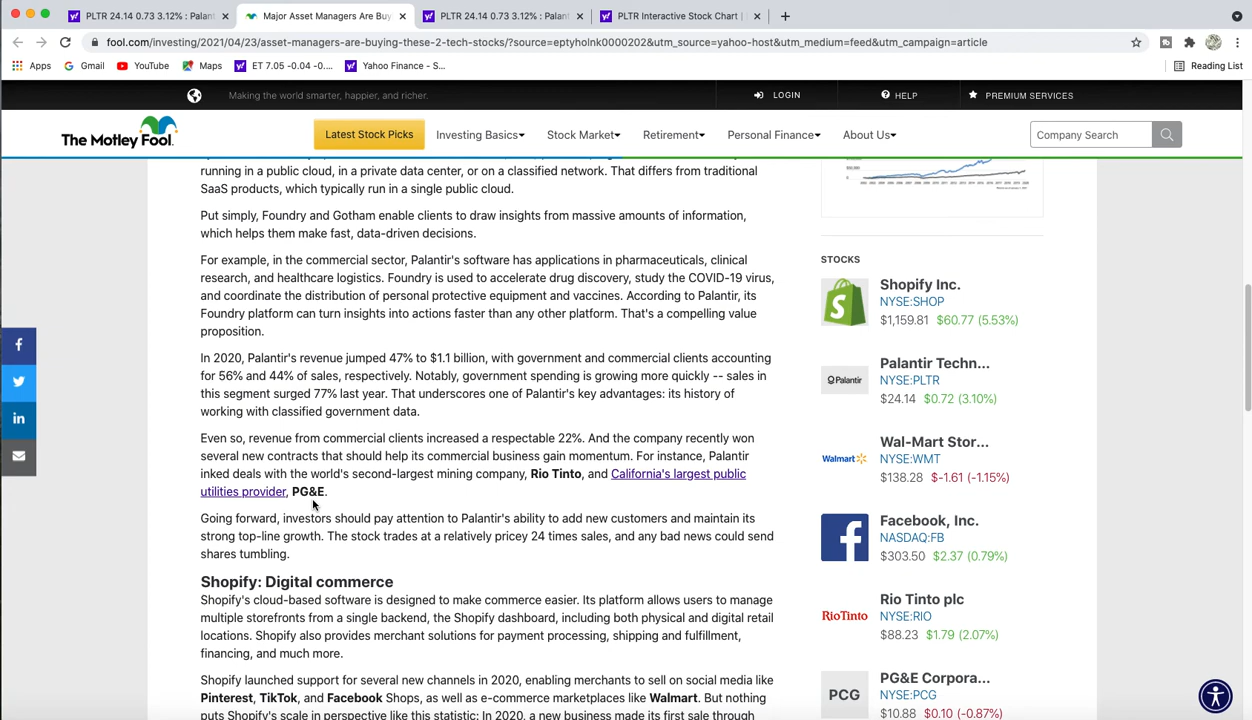 PLTR 24.14 0.73 3.12% : Palant
Major Asset Managers Are Buy
PLTR 24.14 0.73 3.12% : Palant
PLTR Interactive Stock Chart |
fool.com/investing/2021/04/23/asset-managers-are-buying-these-2-tech-stocks/?source=eptyholnk0000202&utm_source=yahoo-host&utm_medium=feed&utm_campaign=article
Apps
Gmail
YouTube
Maps
ET 7.05 -0.04 -0....
Yahoo Finance - S...
Reading List
Making the world smarter, happier, and richer.
LOGIN
HELP
PREMIUM SERVICES
The Motley Fool.
Latest Stock Picks
Investing Basics
Stock Market
Retirement
Personal Finance
About Us
Company Search
running in a public cloud, in a private data center, or on a classified network. That differs from traditional
SaaS products, which typically run in a single public cloud.
Put simply, Foundry and Gotham enable clients to draw insights from massive amounts of information,
which helps them make fast, data-driven decisions.
For example, in the commercial sector, Palantir's software has applications in pharmaceuticals, clinical
research, and healthcare logistics. Foundry is used to accelerate drug discovery, study the COVID-19 virus,
and coordinate the distribution of personal protective equipment and vaccines. According to Palantir, its
Foundry platform can turn insights into actions faster than any other platform. That's a compelling value
proposition.
In 2020, Palantir's revenue jumped 47% to $1.1 billion, with government and commercial clients accounting
for 56% and 44% of sales, respectively. Notably, government spending is growing more quickly -- sales in
this segment surged 77% last year. That underscores one of Palantir's key advantages: its history of
working with classified government data.
Even so, revenue from commercial clients increased a respectable 22%. And the company recently won
several new contracts that should help its commercial business gain momentum. For instance, Palantir
inked deals with the world's second-largest mining company, Rio Tinto, and California's largest public
utilities provider, PG&E.
Going forward, investors should pay attention to Palantir's ability to add new customers and maintain its
strong top-line growth. The stock trades at a relatively pricey 24 times sales, and any bad news could send
shares tumbling.
Shopify: Digital commerce
Shopify's cloud-based software is designed to make commerce easier. Its platform allows users to manage
multiple storefronts from a single backend, the Shopify dashboard, including both physical and digital retail
locations. Shopify also provides merchant solutions for payment processing, shipping and fulfillment,
financing, and much more.
Shopify launched support for several new channels in 2020, enabling merchants to sell on social media like
Pinterest, TikTok, and Facebook Shops, as well as e-commerce marketplaces like Walmart. But nothing
puts Shopify's scale in perspective like this statistic: In 2020, a new business made its first sale through
STOCKS
Shopify Inc.
NYSE:SHOP
$1,159.81 $60.77 (5.53%)
Palantir
Palantir Techn...
NYSE:PLTR
$24.14 $0.72 (3.10%)
Walmart
Wal-Mart Stor...
NYSE:WMT
$138.28 $-1.61 (-1.15%)
Facebook, Inc.
NASDAQ:FB
$303.50 $2.37 (0.79%)
RioTinto
Rio Tinto plc
NYSE:RIO
$88.23 $1.79 (2.07%)
PCG
PG&E Corpora...
NYSE:PCG
$10.88 $0.10 (-0.87%)